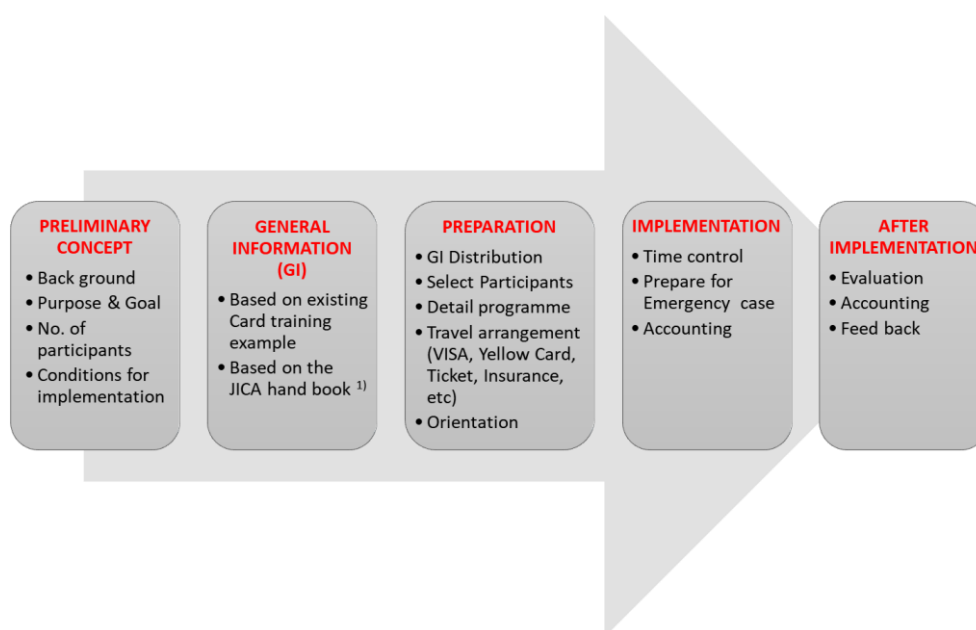 PRELIMINARY
CONCEPT
• Back ground
• Purpose & Goal
• No. of
participants
• Conditions for
implementation
GENERAL
INFORMATION
(GI)
• Based on existing
Card training
example
• Based on the
JICA hand book 1)
PREPARATION
• GI Distribution
• Select Participants
• Detail programme
• Travel arrangement
(VISA, Yellow Card,
Ticket, Insurance,
etc)
• Orientation
IMPLEMENTATION
• Time control
• Prepare for
Emergency case
• Accounting
AFTER
IMPLEMENTATION
• Evaluation
• Accounting
• Feed back